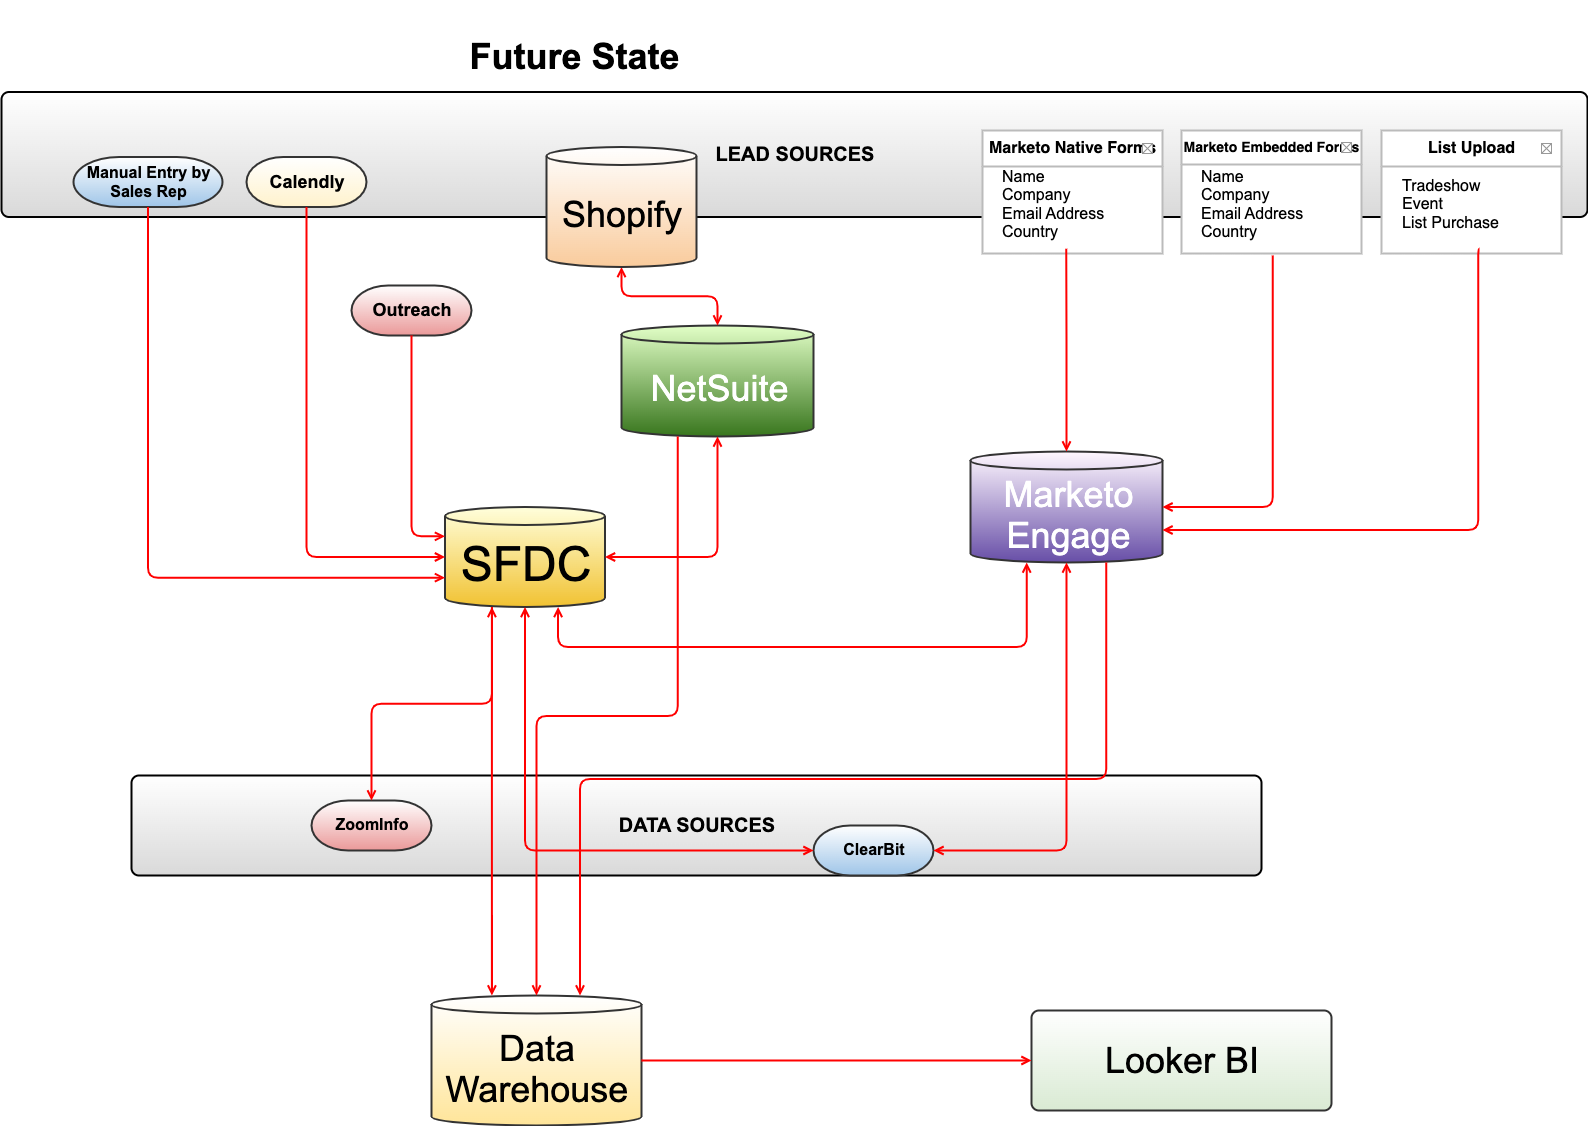 Future State
LEAD SOURCES
Manual Entry by
Sales Rep
Calendly
Shopify
Marketo Native Forms
Name
Company
Email Address
Country
Marketo Embedded Forms
Name
Company
Email Address
Country
List Upload
Tradeshow
Event
List Purchase
Outreach
NetSuite
Marketo
Engage
SFDC
DATA SOURCES
ZoomInfo
ClearBit
Data
Warehouse
Looker BI